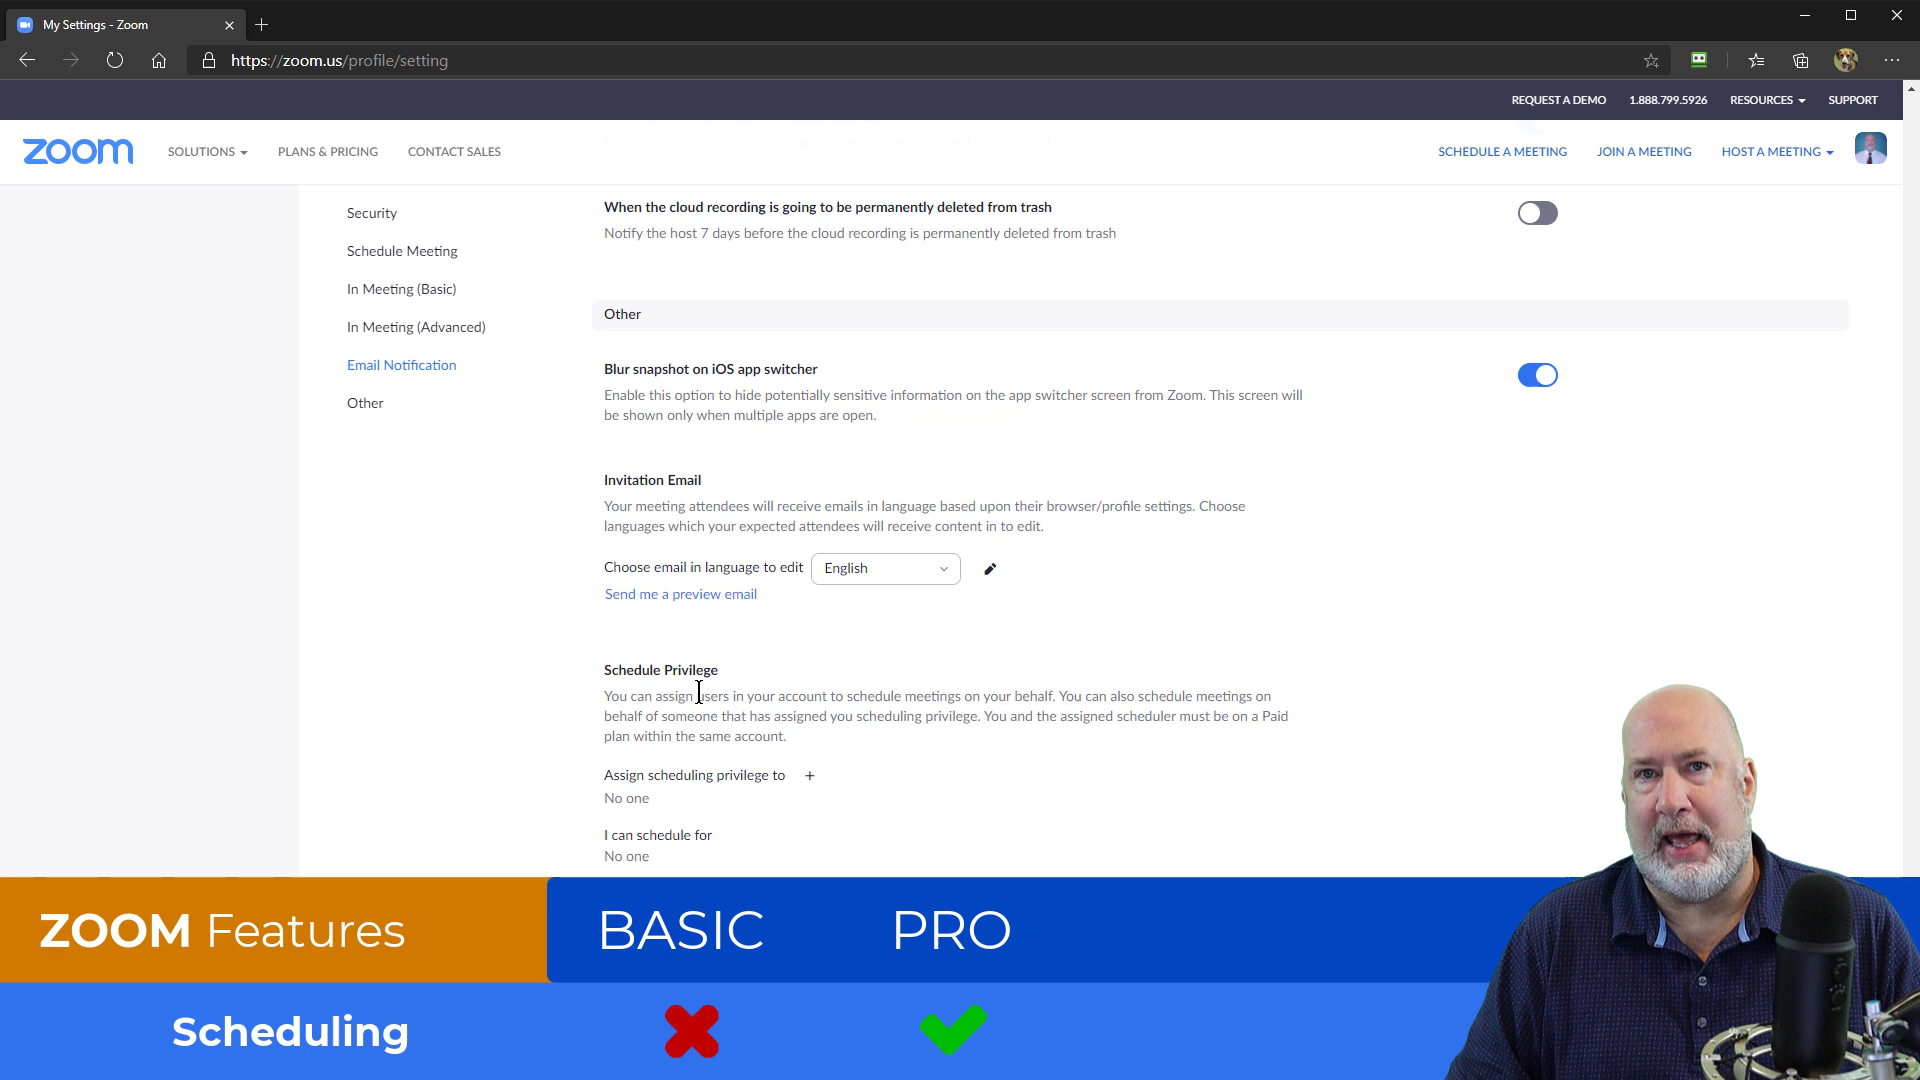 My Settings - Zoom
https://zoom.us/profile/setting
REQUEST A DEMO 1.888.799.5926 RESOURCES SUPPORT
zoom SOLUTIONS PLANS & PRICING CONTACT SALES SCHEDULE A MEETING JOIN A MEETING HOST A MEETING
Security
Schedule Meeting
In Meeting (Basic)
In Meeting (Advanced)
Email Notification
Other
When the cloud recording is going to be permanently deleted from trash
Notify the host 7 days before the cloud recording is permanently deleted from trash
Other
Blur snapshot on iOS app switcher
Enable this option to hide potentially sensitive information on the app switcher screen from Zoom. This screen will
be shown only when multiple apps are open.
Invitation Email
Your meeting attendees will receive emails in language based upon their browser/profile settings. Choose
languages which your expected attendees will receive content in to edit.
Choose email in language to edit English
Send me a preview email
Schedule Privilege
You can assign users in your account to schedule meetings on your behalf. You can also schedule meetings on
behalf of someone that has assigned you scheduling privilege. You and the assigned scheduler must be on a Paid
plan within the same account.
Assign scheduling privilege to +
No one
I can schedule for
No one
ZOOM Features BASIC PRO
Scheduling